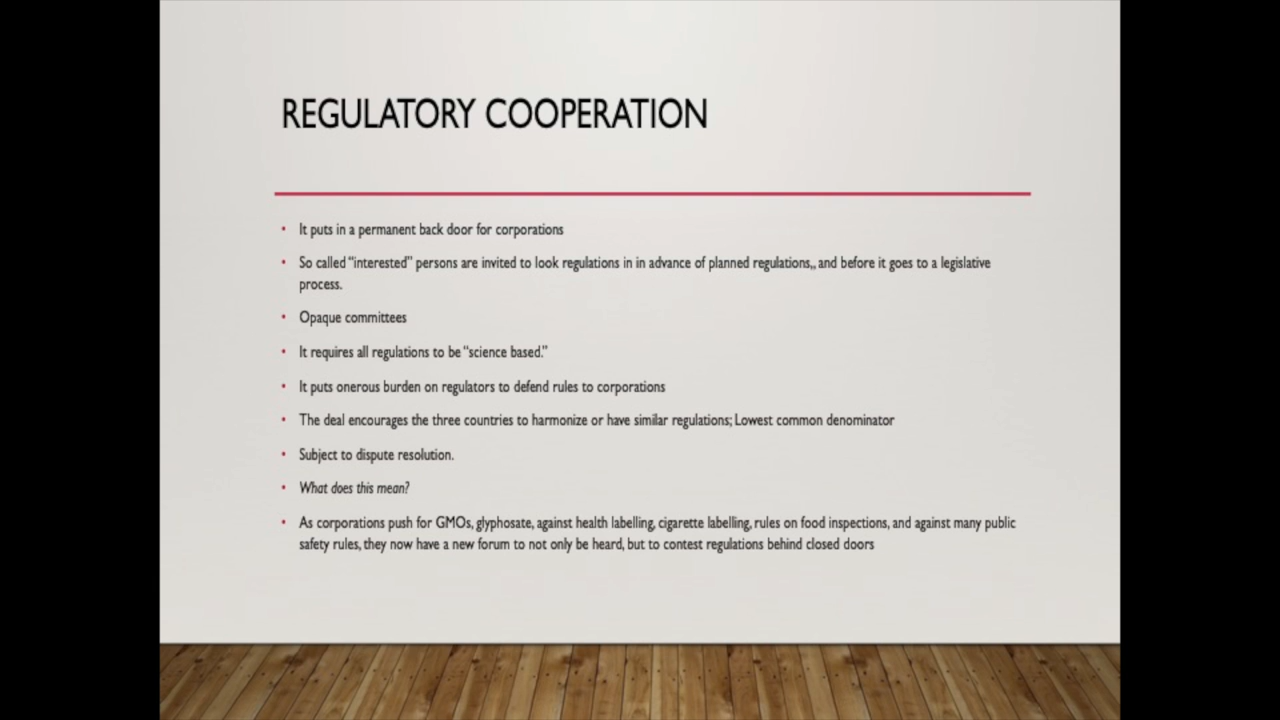 REGULATORY COOPERATION
• It puts in a permanent back door for corporations
• So called “interested” persons are invited to look regulations in in advance of planned regulations,, and before it goes to a legislative
process.
• Opaque committees
• It requires all regulations to be “science based.”
• It puts onerous burden on regulators to defend rules to corporations
• The deal encourages the three countries to harmonize or have similar regulations; Lowest common denominator
• Subject to dispute resolution.
• What does this mean?
• As corporations push for GMOs, glyphosate, against health labelling, cigarette labelling, rules on food inspections, and against many public
safety rules, they now have a new forum to not only be heard, but to contest regulations behind closed doors